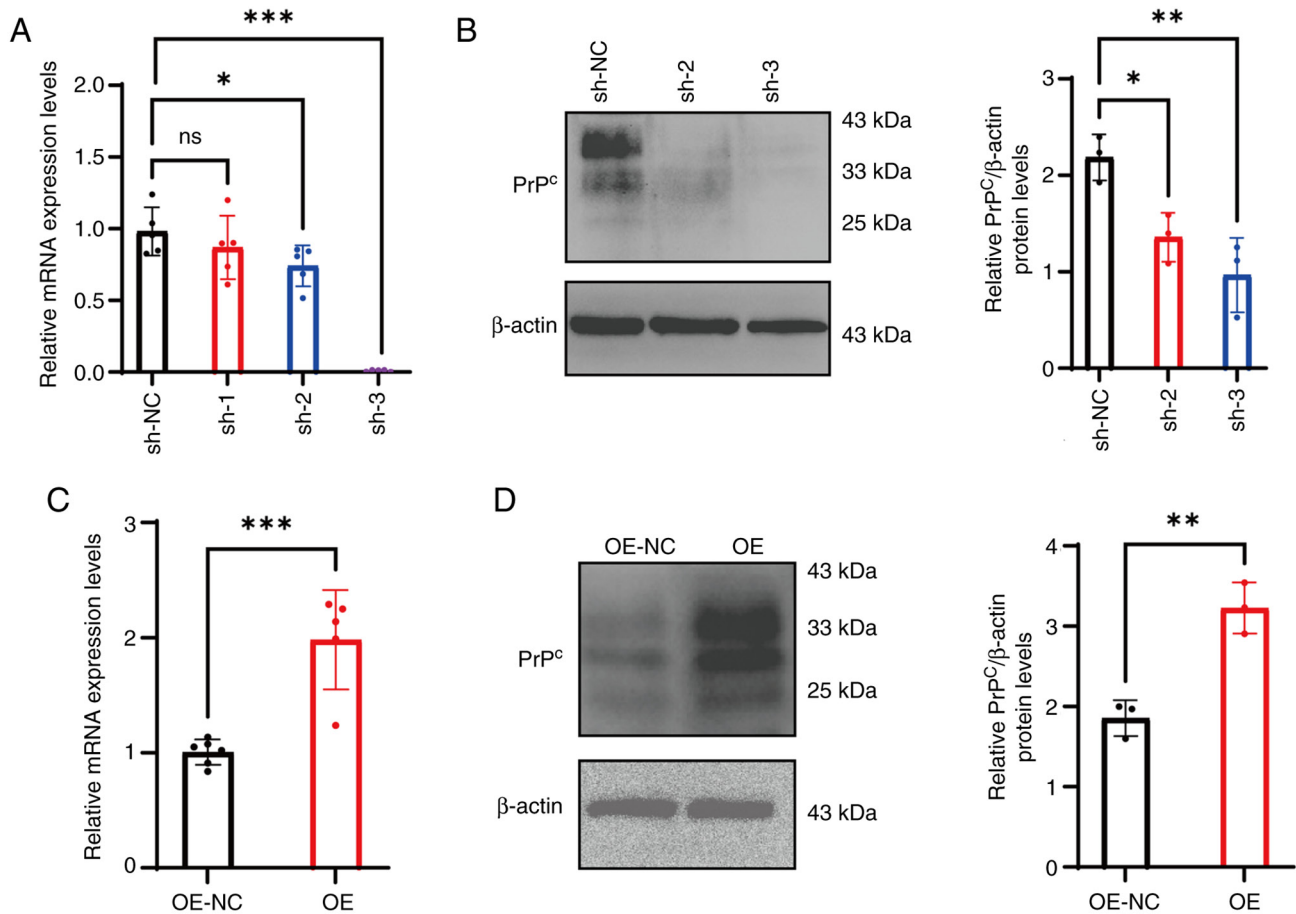 A
***
*
ns
Relative mRNA expression levels
2.0
1.5
1.0
0.5
0.0
sh-NC
sh-1
sh-2
sh-3
B
sh-NC
sh-2
sh-3
43 kDa
33 kDa
25 kDa
PrPᶜ
β-actin
43 kDa
**
*
Relative PrPᶜ/β-actin
protein levels
3
2
1
0
sh-NC
sh-2
sh-3
C
***
Relative mRNA expression levels
3
2
1
0
OE-NC
OE
D
OE-NC
OE
43 kDa
33 kDa
25 kDa
PrPᶜ
β-actin
43 kDa
**
Relative PrPᶜ/β-actin
protein levels
4
3
2
1
0
OE-NC
OE